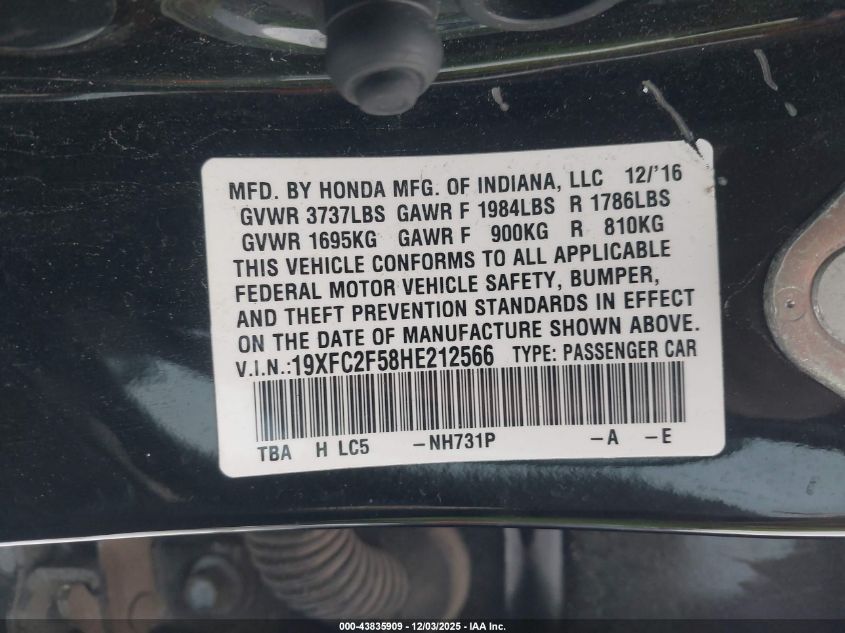 MFD. BY HONDA MFG. OF INDIANA, LLC 12/'16
GVWR 3737LBS GAWR F 1984LBS R 1786LBS
GVWR 1695KG GAWR F 900KG R 810KG
THIS VEHICLE CONFORMS TO ALL APPLICABLE
FEDERAL MOTOR VEHICLE SAFETY, BUMPER,
AND THEFT PREVENTION STANDARDS IN EFFECT
ON THE DATE OF MANUFACTURE SHOWN ABOVE.
V.I.N.:19XFC2F58HE212566 TYPE: PASSENGER CAR
TBA H LC5 -NH731P -A -E
000-43835909 - 12/03/2025 - IAA Inc.